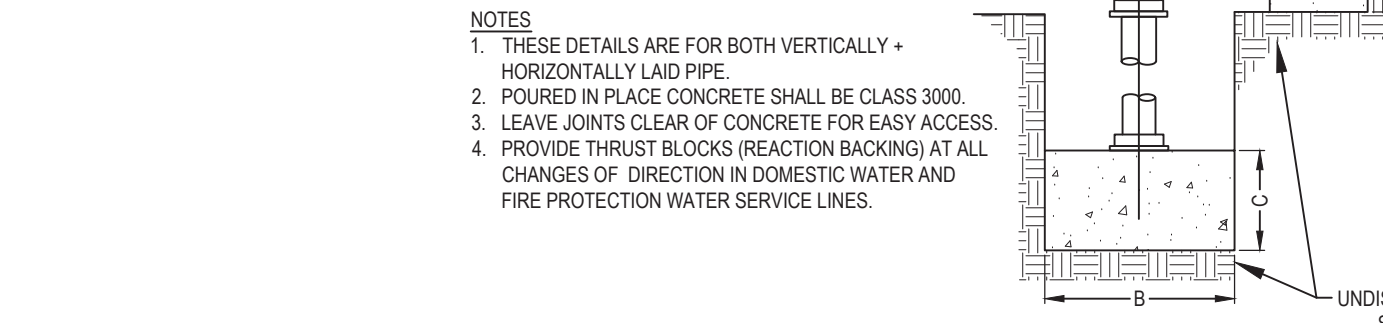 NOTES
1. THESE DETAILS ARE FOR BOTH VERTICALLY +
HORIZONTALLY LAID PIPE.
2. POURED IN PLACE CONCRETE SHALL BE CLASS 3000.
3. LEAVE JOINTS CLEAR OF CONCRETE FOR EASY ACCESS.
4. PROVIDE THRUST BLOCKS (REACTION BACKING) AT ALL
CHANGES OF DIRECTION IN DOMESTIC WATER AND
FIRE PROTECTION WATER SERVICE LINES.
C
B